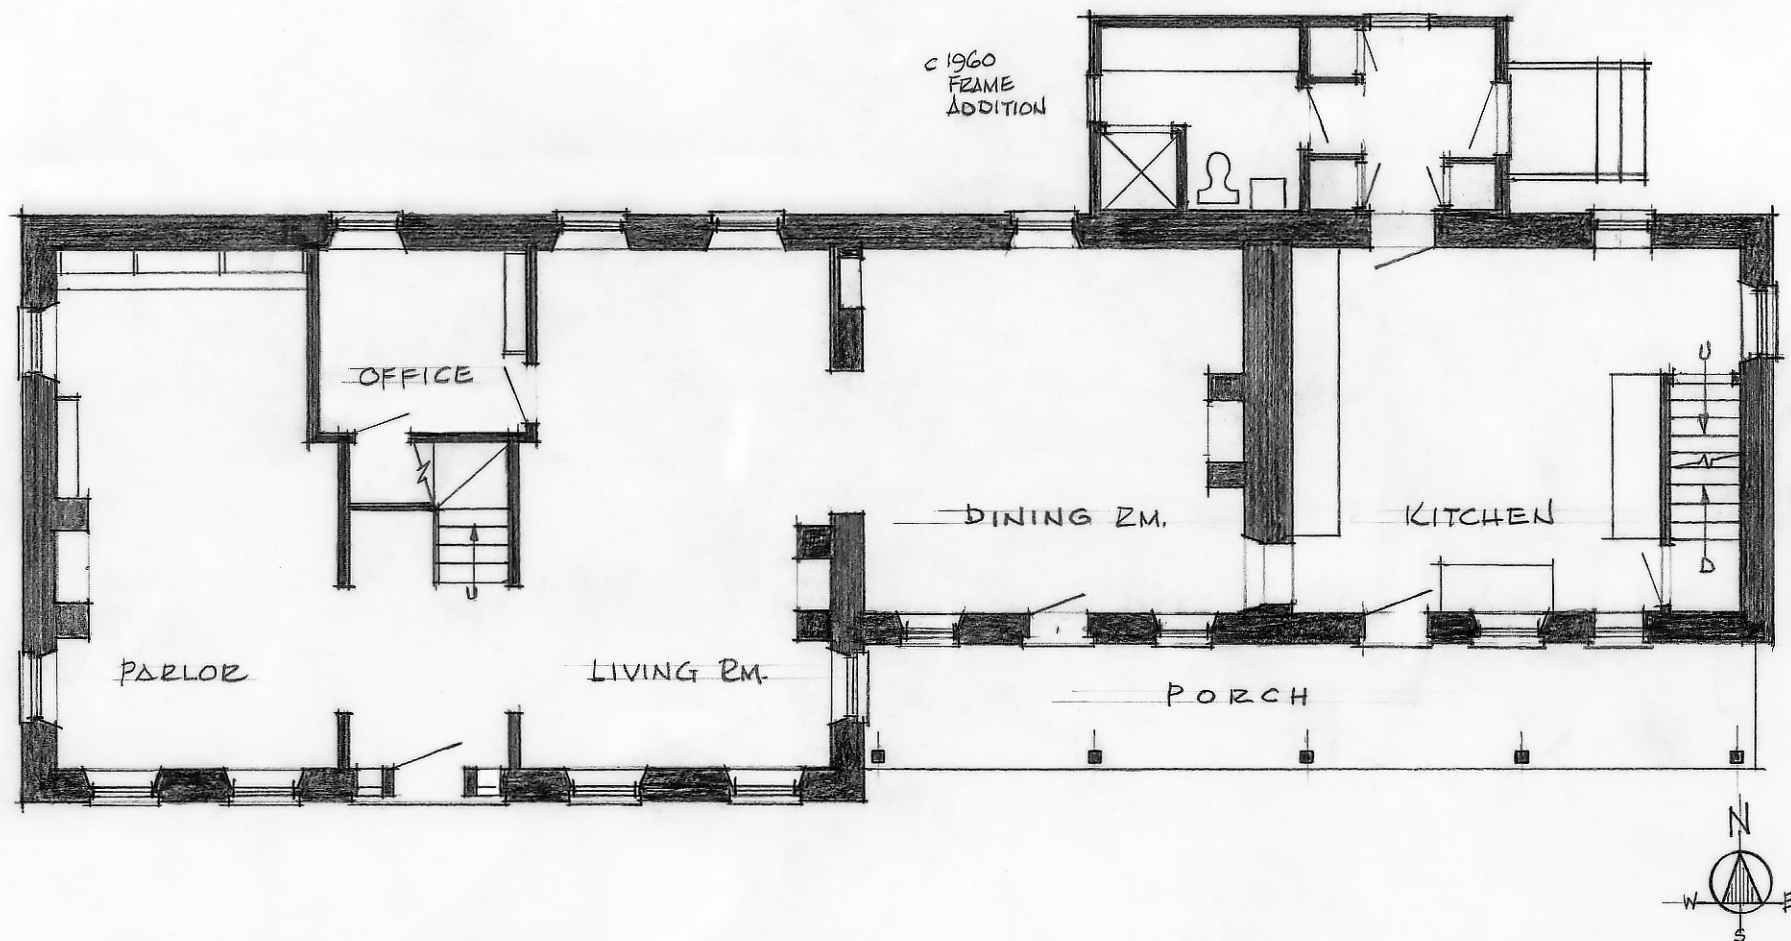 c 1960
FRAME
ADDITION
OFFICE
U
DINING RM.
KITCHEN
D
U
PARLOR
LIVING RM.
PORCH
N
W E
S